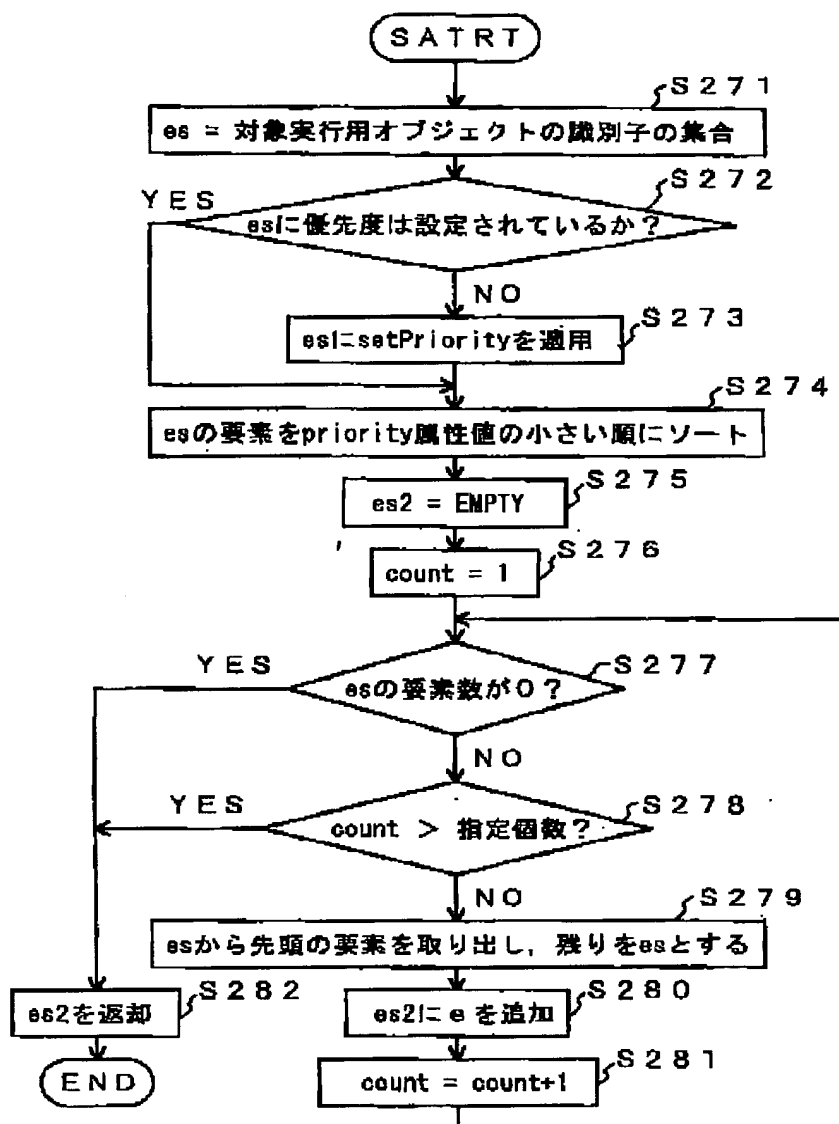 SATRT
S271
es = 対象実行用オブジェクトの識別子の集合
S272
YES
esに優先度は設定されているか?
NO
S273
esにsetPriorityを適用
S274
esの要素をpriority属性値の小さい順にソート
S275
es2 = EMPTY
S276
count = 1
YES
S277
esの要素数が0?
NO
YES
S278
count > 指定個数?
NO
S279
esから先頭の要素を取り出し,残りをesとする
S282
es2を返却
S280
es2にeを追加
END
S281
count = count+1